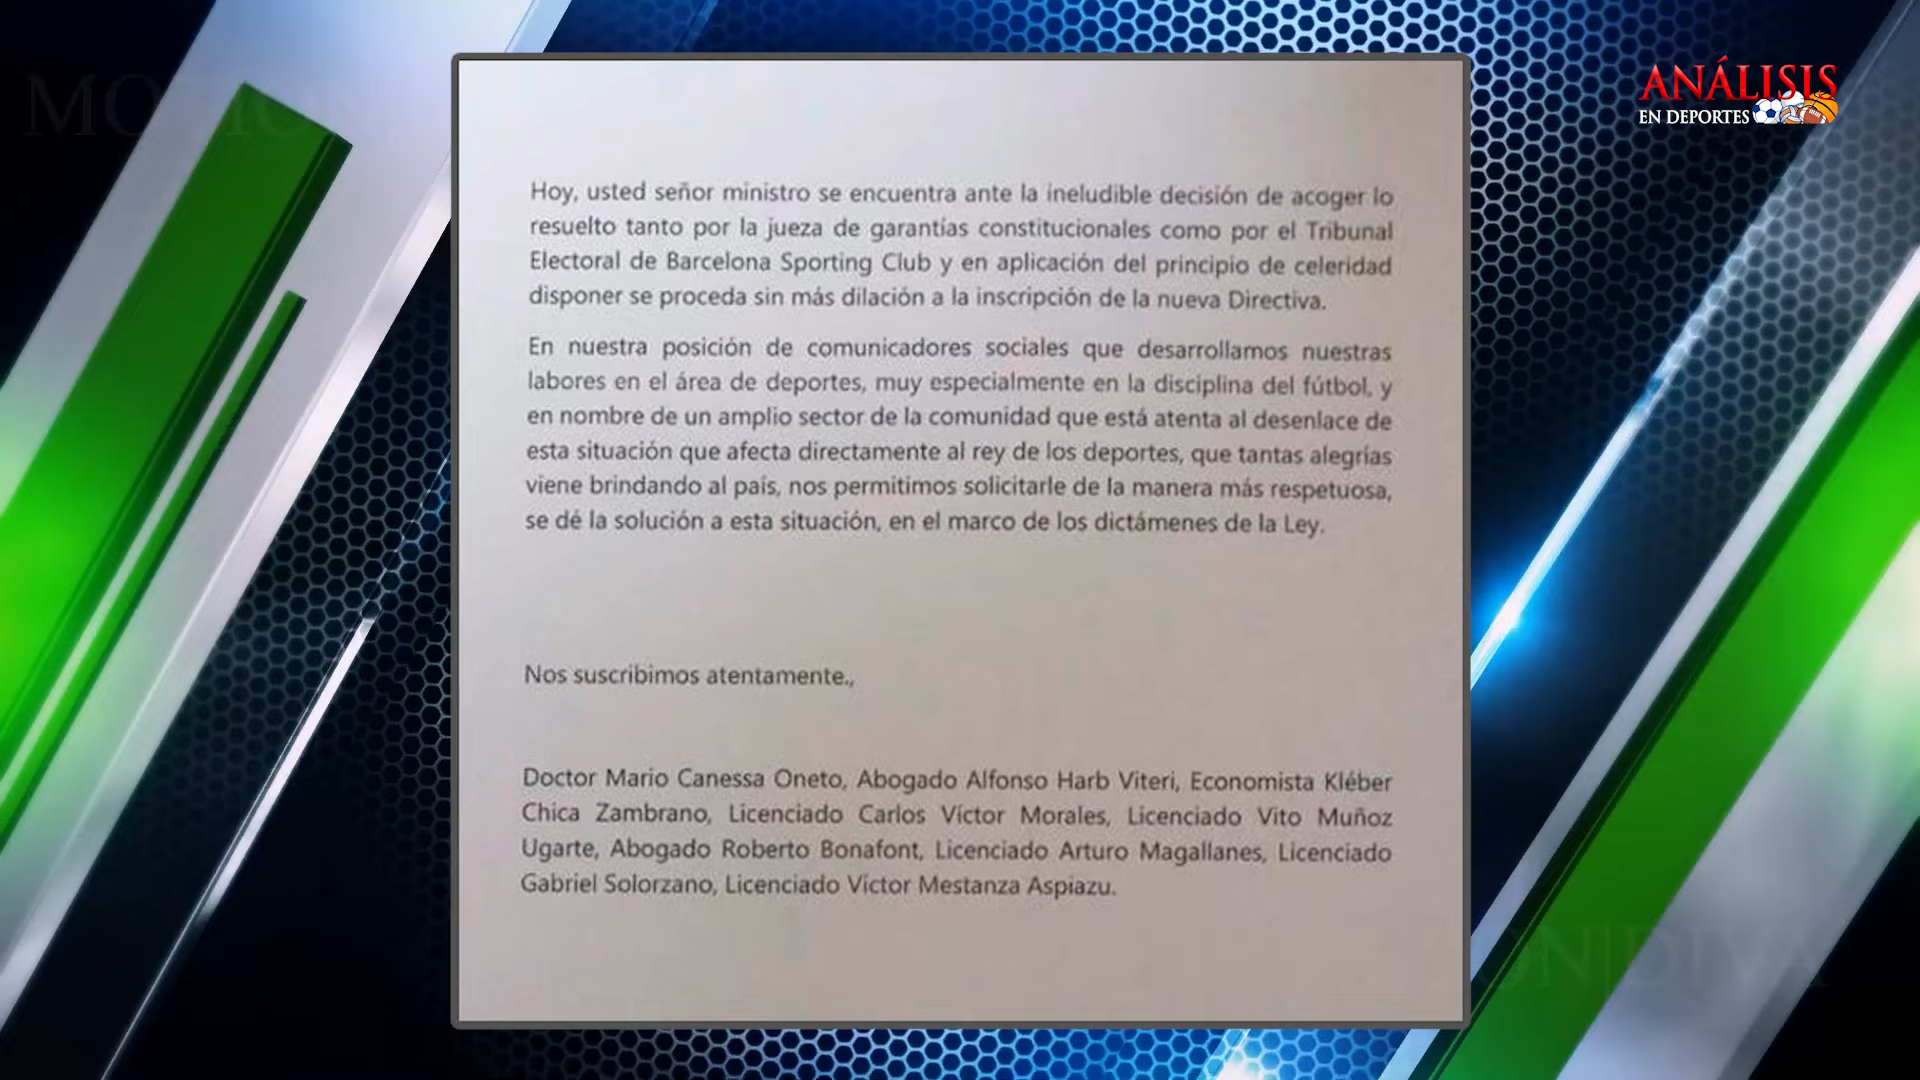 ANÁLISIS
EN DEPORTES
Hoy, usted señor ministro se encuentra ante la ineludible decisión de acoger lo
resuelto tanto por la jueza de garantías constitucionales como por el Tribunal
Electoral de Barcelona Sporting Club y en aplicación del principio de celeridad
disponer se proceda sin más dilación a la inscripción de la nueva Directiva.
En nuestra posición de comunicadores sociales que desarrollamos nuestras
labores en el área de deportes, muy especialmente en la disciplina del fútbol, y
en nombre de un amplio sector de la comunidad que está atenta al desenlace de
esta situación que afecta directamente al rey de los deportes, que tantas alegrías
viene brindando al país, nos permitimos solicitarle de la manera más respetuosa,
se dé la solución a esta situación, en el marco de los dictámenes de la Ley.
Nos suscribimos atentamente.,
Doctor Mario Canessa Oneto, Abogado Alfonso Harb Viteri, Economista Kléber
Chica Zambrano, Licenciado Carlos Víctor Morales, Licenciado Vito Muñoz
Ugarte, Abogado Roberto Bonafont, Licenciado Arturo Magallanes, Licenciado
Gabriel Solorzano, Licenciado Víctor Mestanza Aspiazu.